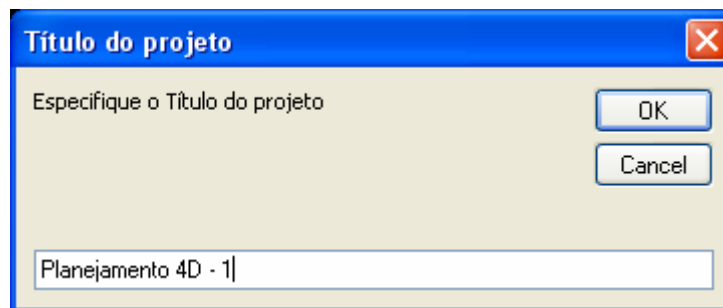 Título do projeto
Especifique o Título do projeto
OK
Cancel
Planejamento 4D - 1